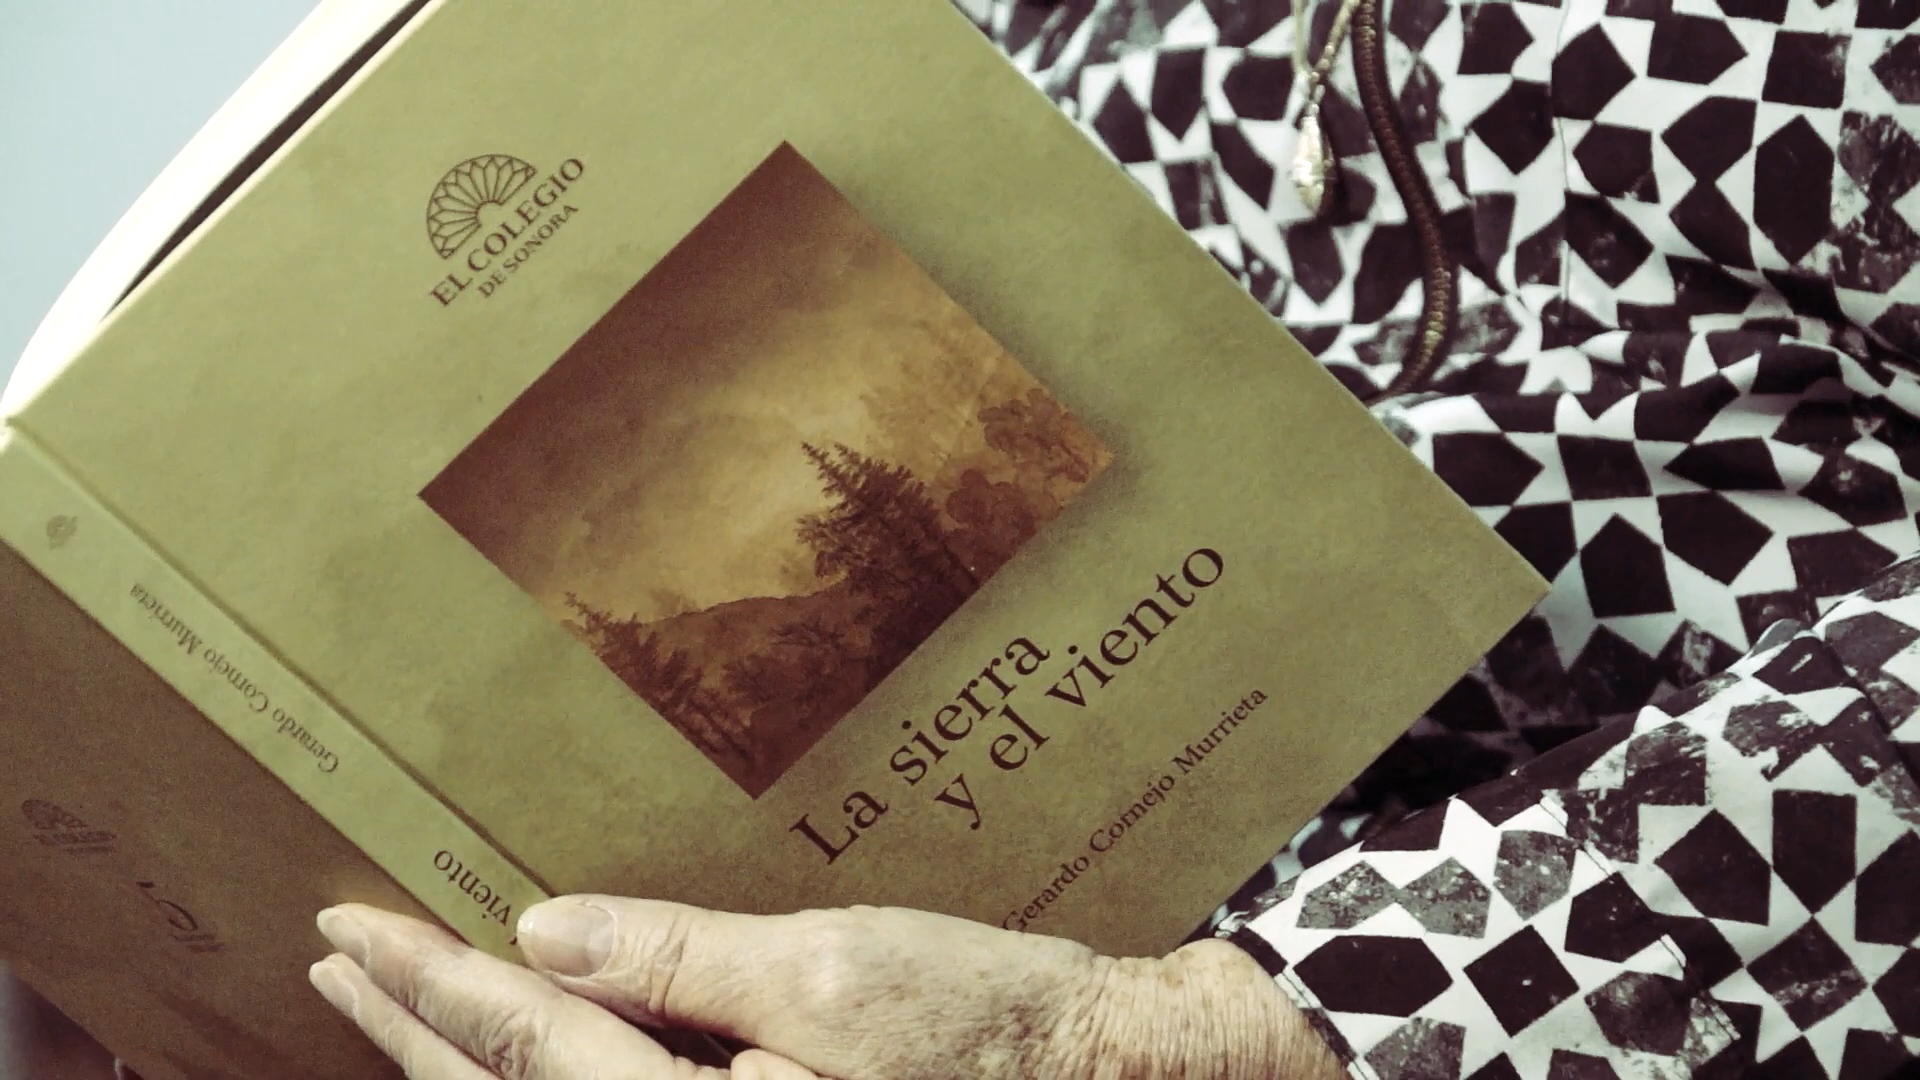 EL COLEGIO
DE SONORA
La sierra
y el viento
Gerardo Cornejo Murrieta
Gerardo Cornejo Murrieta
viento